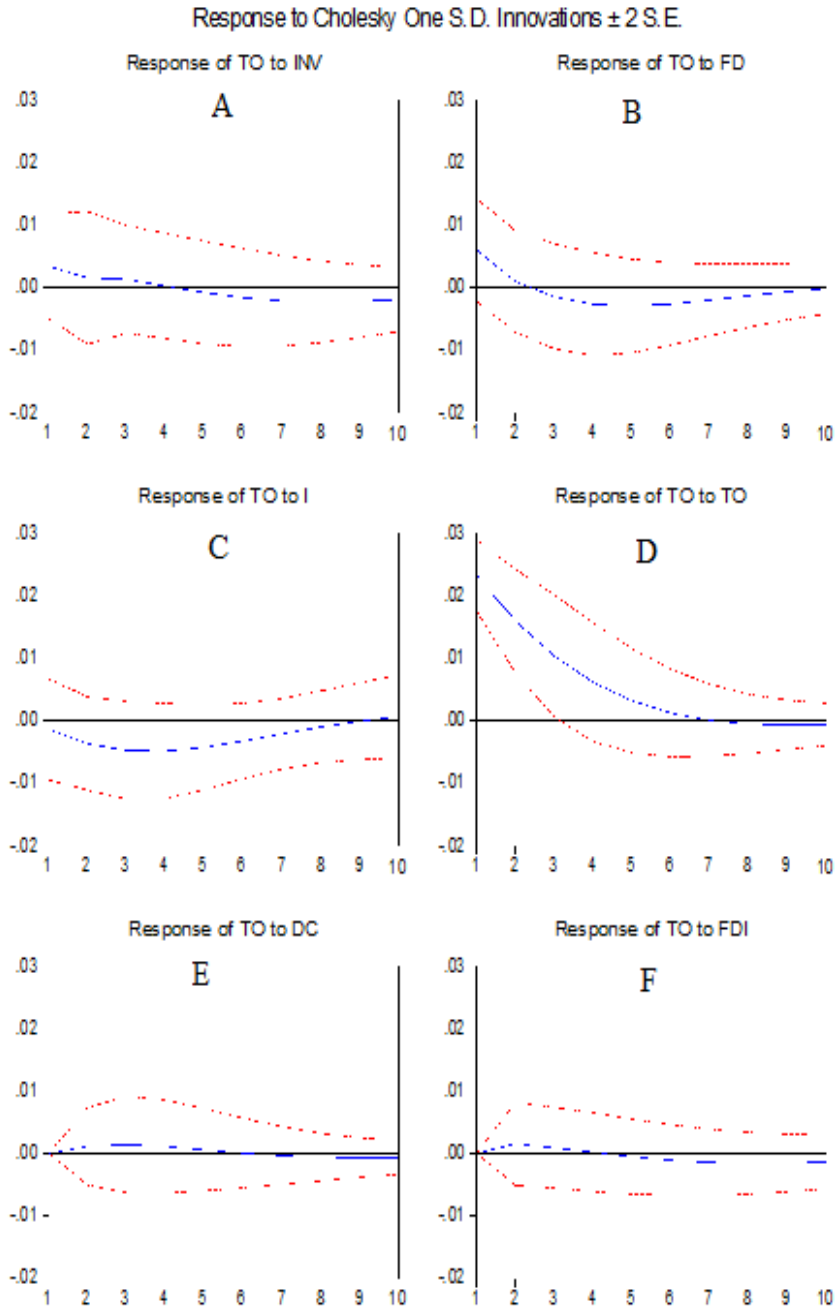 Response to Cholesky One S.D. Innovations ± 2 S.E.
Response of TO to INV
A
.03
.02
.01
.00
-.01
-.02
1 2 3 4 5 6 7 8 9 10
Response of TO to FD
B
.03
.02
.01
.00
-.01
-.02
1 2 3 4 5 6 7 8 9 10
Response of TO to I
C
.03
.02
.01
.00
-.01
-.02
1 2 3 4 5 6 7 8 9 10
Response of TO to TO
D
.03
.02
.01
.00
-.01
-.02
1 2 3 4 5 6 7 8 9 10
Response of TO to DC
E
.03
.02
.01
.00
-.01
-.02
1 2 3 4 5 6 7 8 9 10
Response of TO to FDI
F
.03
.02
.01
.00
-.01
-.02
1 2 3 4 5 6 7 8 9 10